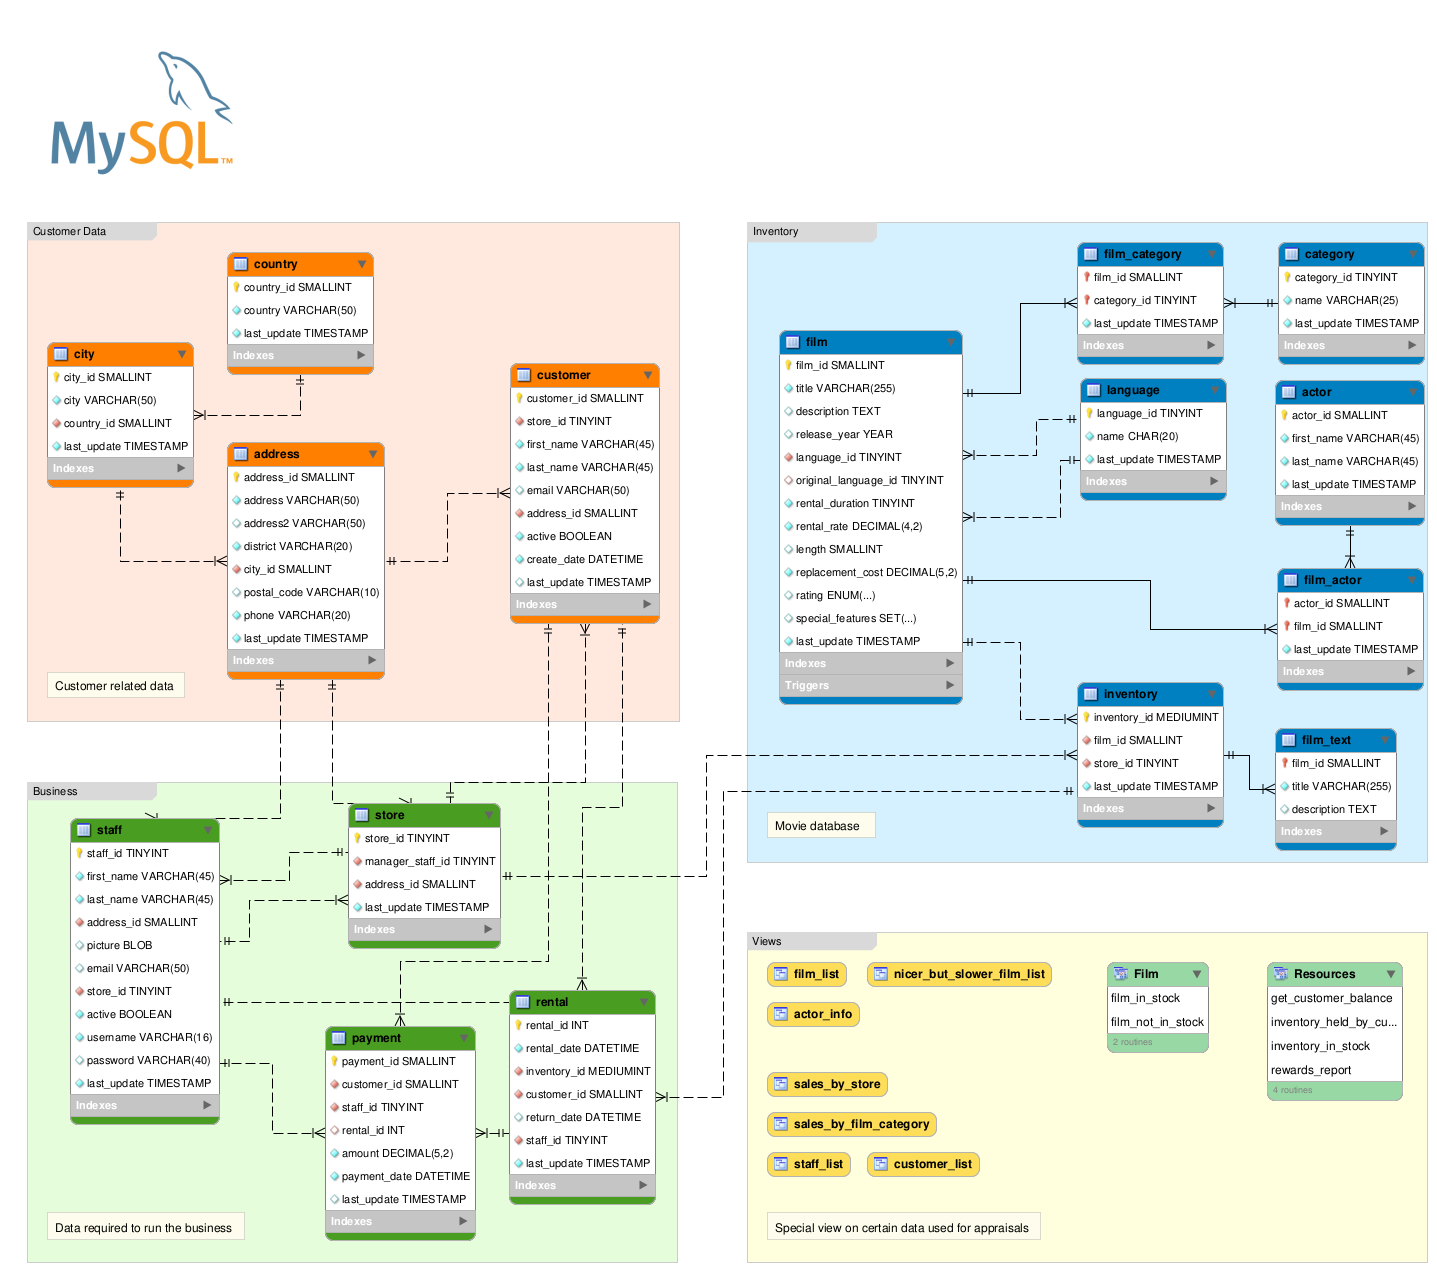 MySQL™
Customer Data
country
country_id SMALLINT
country VARCHAR(50)
last_update TIMESTAMP
Indexes
city
city_id SMALLINT
city VARCHAR(50)
country_id SMALLINT
last_update TIMESTAMP
Indexes
address
address_id SMALLINT
address VARCHAR(50)
address2 VARCHAR(50)
district VARCHAR(20)
city_id SMALLINT
postal_code VARCHAR(10)
phone VARCHAR(20)
last_update TIMESTAMP
Indexes
customer
customer_id SMALLINT
store_id TINYINT
first_name VARCHAR(45)
last_name VARCHAR(45)
email VARCHAR(50)
address_id SMALLINT
active BOOLEAN
create_date DATETIME
last_update TIMESTAMP
Indexes
Customer related data
Inventory
film
film_id SMALLINT
title VARCHAR(255)
description TEXT
release_year YEAR
language_id TINYINT
original_language_id TINYINT
rental_duration TINYINT
rental_rate DECIMAL(4,2)
length SMALLINT
replacement_cost DECIMAL(5,2)
rating ENUM(...)
special_features SET(...)
last_update TIMESTAMP
Indexes
Triggers
film_category
film_id SMALLINT
category_id TINYINT
last_update TIMESTAMP
Indexes
category
category_id TINYINT
name VARCHAR(25)
last_update TIMESTAMP
Indexes
language
language_id TINYINT
name CHAR(20)
last_update TIMESTAMP
Indexes
actor
actor_id SMALLINT
first_name VARCHAR(45)
last_name VARCHAR(45)
last_update TIMESTAMP
Indexes
film_actor
actor_id SMALLINT
film_id SMALLINT
last_update TIMESTAMP
Indexes
inventory
inventory_id MEDIUMINT
film_id SMALLINT
store_id TINYINT
last_update TIMESTAMP
Indexes
film_text
film_id SMALLINT
title VARCHAR(255)
description TEXT
Indexes
Movie database
Business
staff
staff_id TINYINT
first_name VARCHAR(45)
last_name VARCHAR(45)
address_id SMALLINT
picture BLOB
email VARCHAR(50)
store_id TINYINT
active BOOLEAN
username VARCHAR(16)
password VARCHAR(40)
last_update TIMESTAMP
Indexes
store
store_id TINYINT
manager_staff_id TINYINT
address_id SMALLINT
last_update TIMESTAMP
Indexes
payment
payment_id SMALLINT
customer_id SMALLINT
staff_id TINYINT
rental_id INT
amount DECIMAL(5,2)
payment_date DATETIME
last_update TIMESTAMP
Indexes
rental
rental_id INT
rental_date DATETIME
inventory_id MEDIUMINT
customer_id SMALLINT
return_date DATETIME
staff_id TINYINT
last_update TIMESTAMP
Indexes
Data required to run the business
Views
film_list
nicer_but_slower_film_list
actor_info
sales_by_store
sales_by_film_category
staff_list
customer_list
Film
film_in_stock
film_not_in_stock
2 routines
Resources
get_customer_balance
inventory_held_by_cu...
inventory_in_stock
rewards_report
4 routines
Special view on certain data used for appraisals